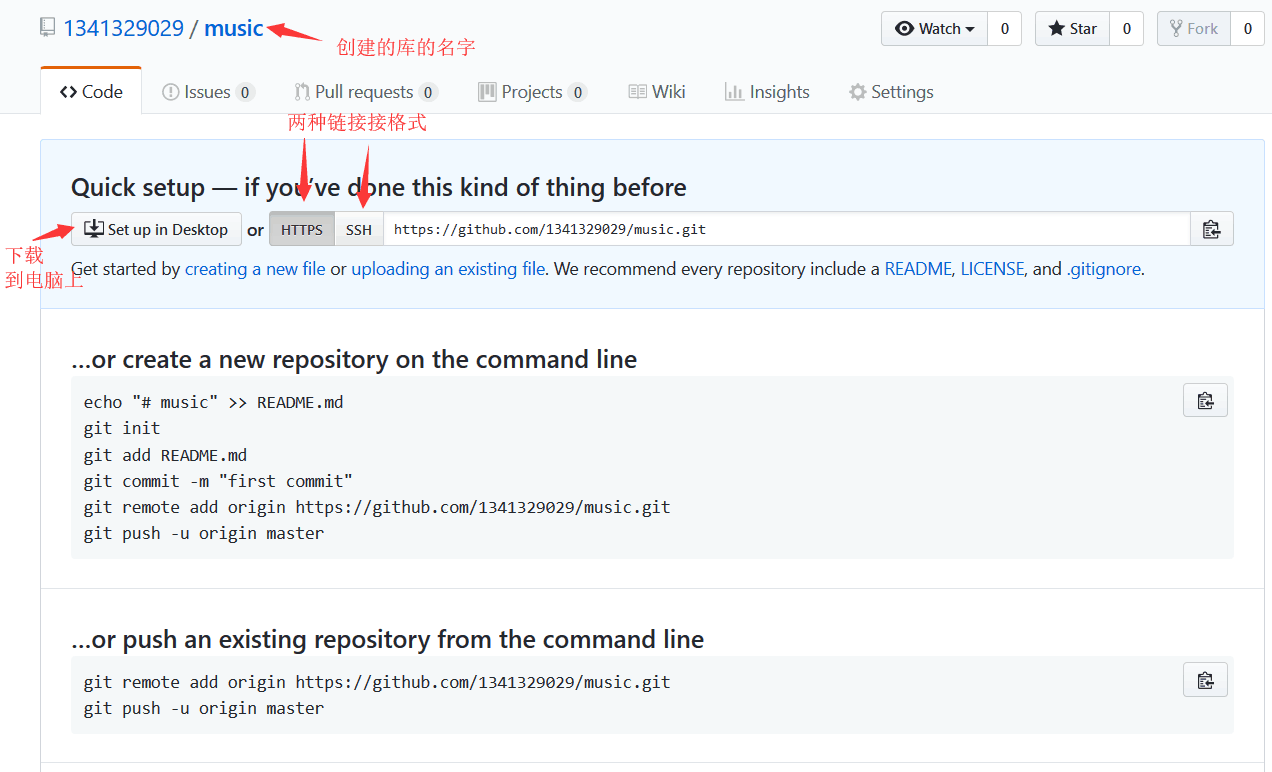 1341329029 / music
创建的库的名字
Watch 0 Star 0 Fork 0
Code Issues 0 Pull requests 0 Projects 0 Wiki Insights Settings
两种链接接格式
Quick setup — if you've done this kind of thing before
Set up in Desktop or HTTPS SSH https://github.com/1341329029/music.git
下载
到电脑上
Get started by creating a new file or uploading an existing file. We recommend every repository include a README, LICENSE, and .gitignore.
…or create a new repository on the command line
echo "# music" >> README.md
git init
git add README.md
git commit -m "first commit"
git remote add origin https://github.com/1341329029/music.git
git push -u origin master
…or push an existing repository from the command line
git remote add origin https://github.com/1341329029/music.git
git push -u origin master